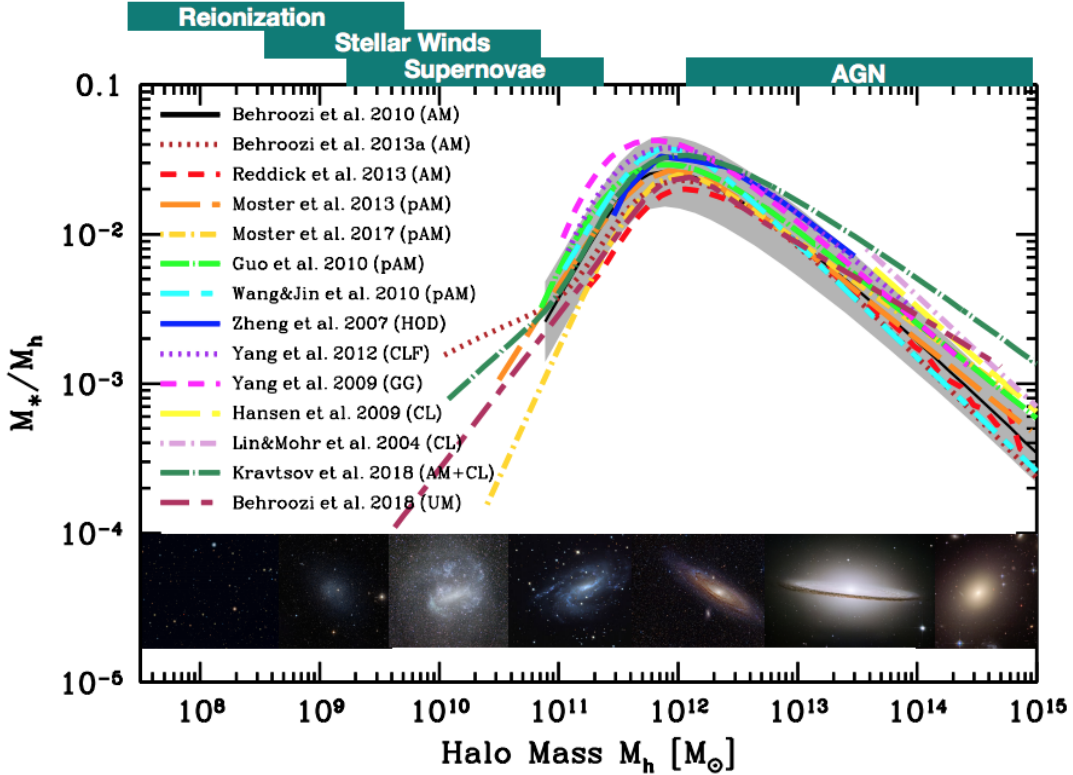 Reionization
Stellar Winds
Supernovae
AGN
0.1
10⁻²
10⁻³
10⁻⁴
10⁻⁵
M*/Mh
Behroozi et al. 2010 (AM)
Behroozi et al. 2013a (AM)
Reddick et al. 2013 (AM)
Moster et al. 2013 (pAM)
Moster et al. 2017 (pAM)
Guo et al. 2010 (pAM)
Wang&Jin et al. 2010 (pAM)
Zheng et al. 2007 (HOD)
Yang et al. 2012 (CLF)
Yang et al. 2009 (GG)
Hansen et al. 2009 (CL)
Lin&Mohr et al. 2004 (CL)
Kravtsov et al. 2018 (AM+CL)
Behroozi et al. 2018 (UM)
10⁸ 10⁹ 10¹⁰ 10¹¹ 10¹² 10¹³ 10¹⁴ 10¹⁵
Halo Mass Mh [M⊙]